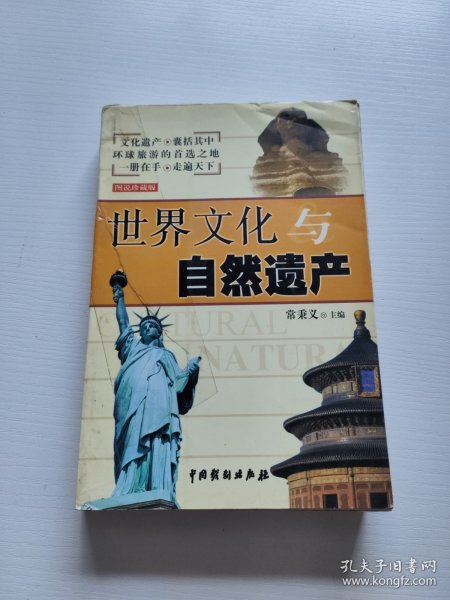 文化遗产 囊括其中
环球旅游的首选之地
一册在手 走遍天下
图说珍藏版
世界文化与
自然遗产
常秉义 主编
TURAL
NATURA
中国戏剧出版社
孔夫子旧书网
www.kongfz.com